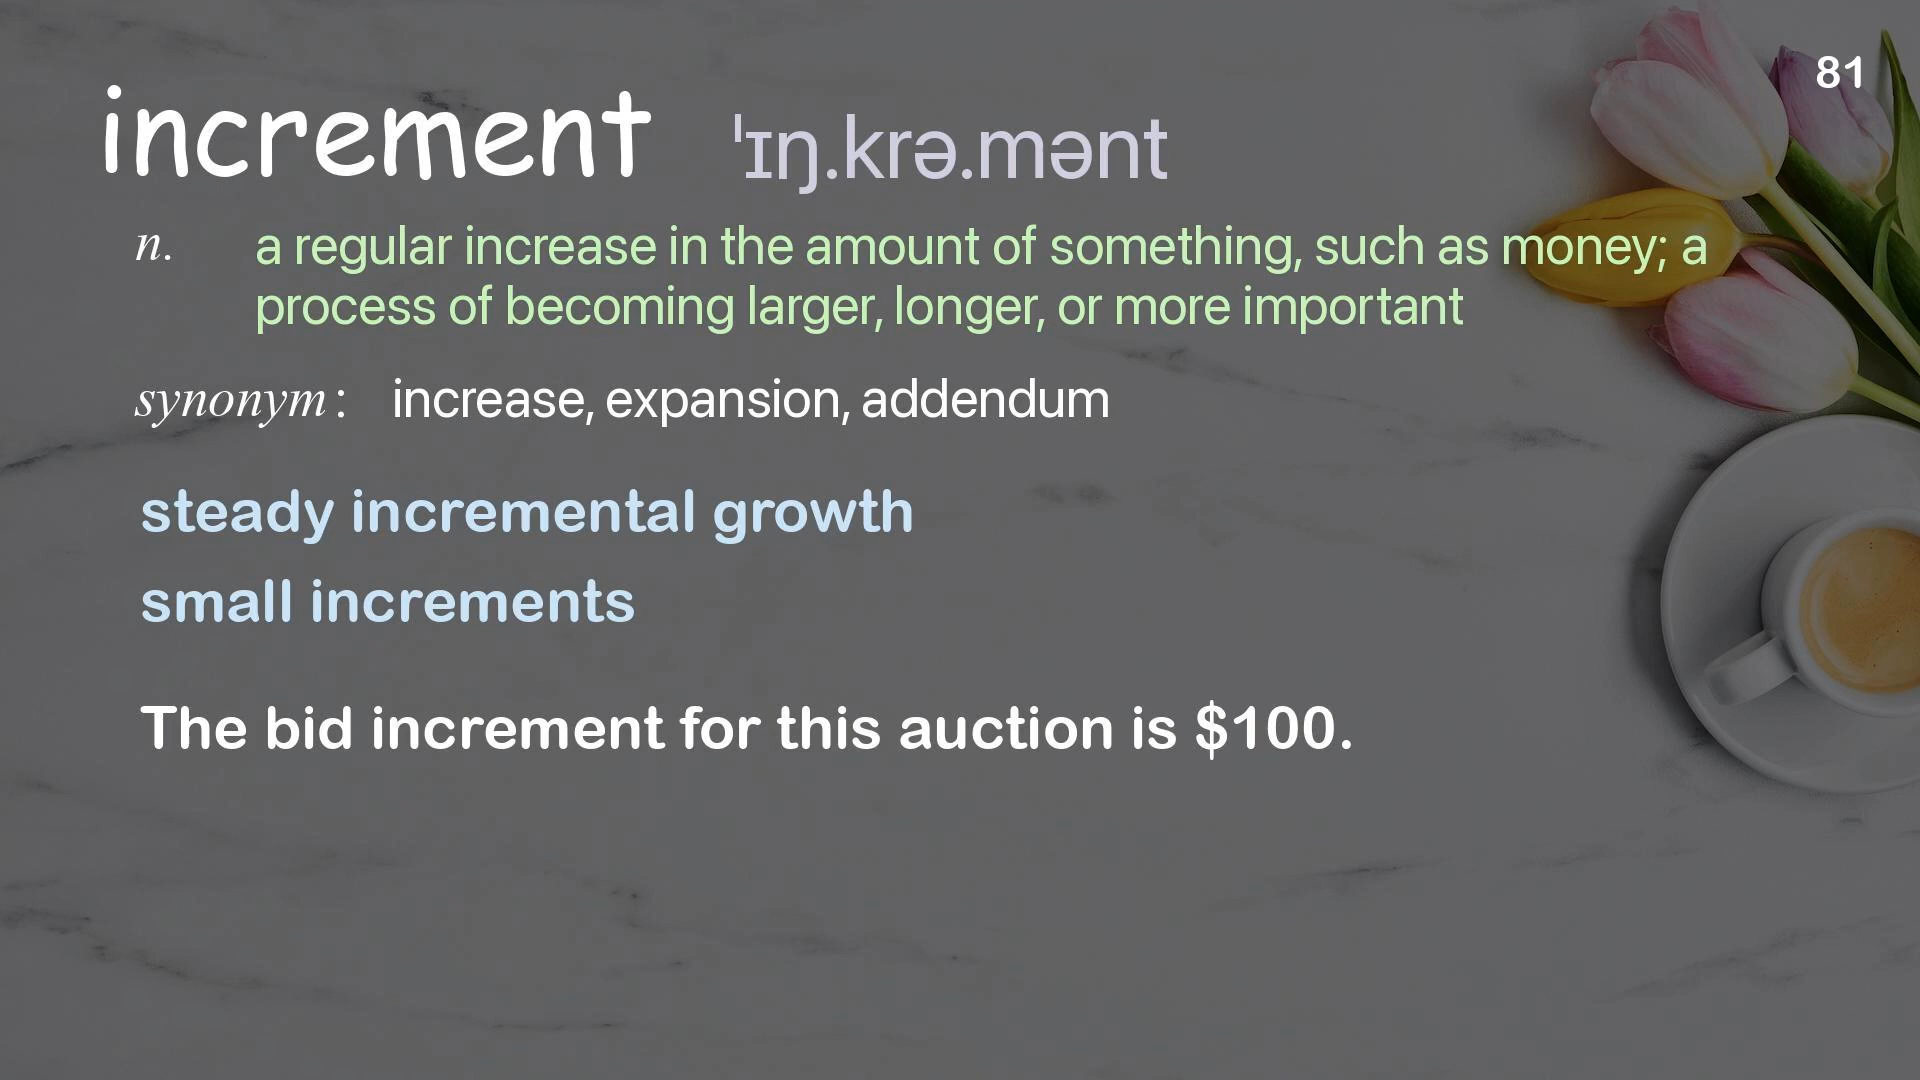 81
increment ˈɪŋ.krə.mənt
n. a regular increase in the amount of something, such as money; a
process of becoming larger, longer, or more important
synonym : increase, expansion, addendum
steady incremental growth
small increments
The bid increment for this auction is $100.